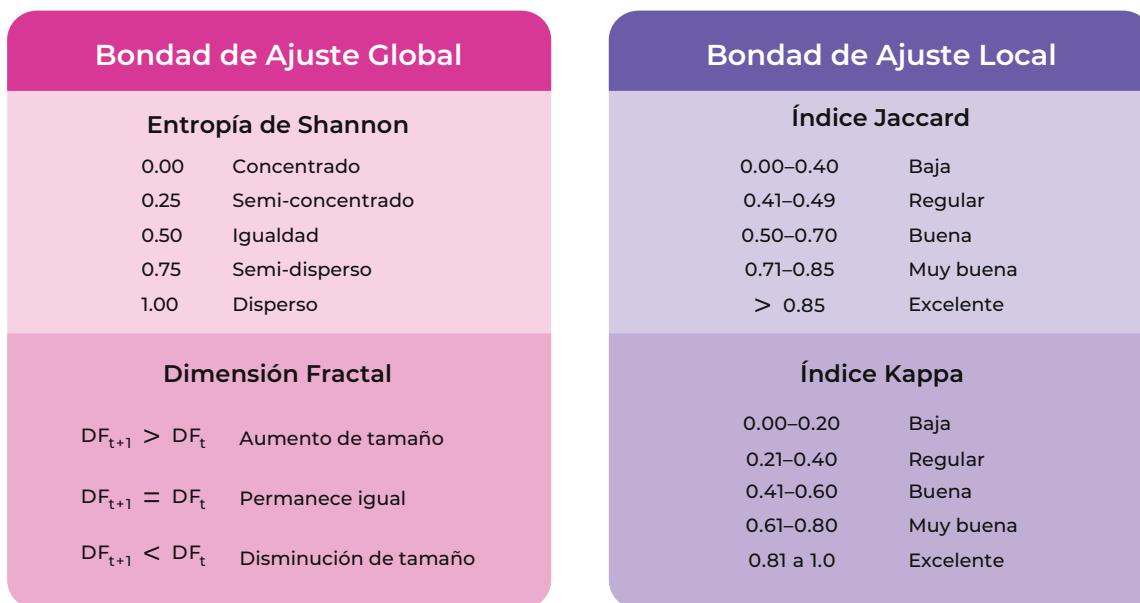 Bondad de Ajuste Global
Entropía de Shannon
0.00 Concentrado
0.25 Semi-concentrado
0.50 Igualdad
0.75 Semi-disperso
1.00 Disperso
Dimensión Fractal
DFt+1 > DFt Aumento de tamaño
DFt+1 = DFt Permanece igual
DFt+1 < DFt Disminución de tamaño
Bondad de Ajuste Local
Índice Jaccard
0.00–0.40 Baja
0.41–0.49 Regular
0.50–0.70 Buena
0.71–0.85 Muy buena
> 0.85 Excelente
Índice Kappa
0.00–0.20 Baja
0.21–0.40 Regular
0.41–0.60 Buena
0.61–0.80 Muy buena
0.81 a 1.0 Excelente